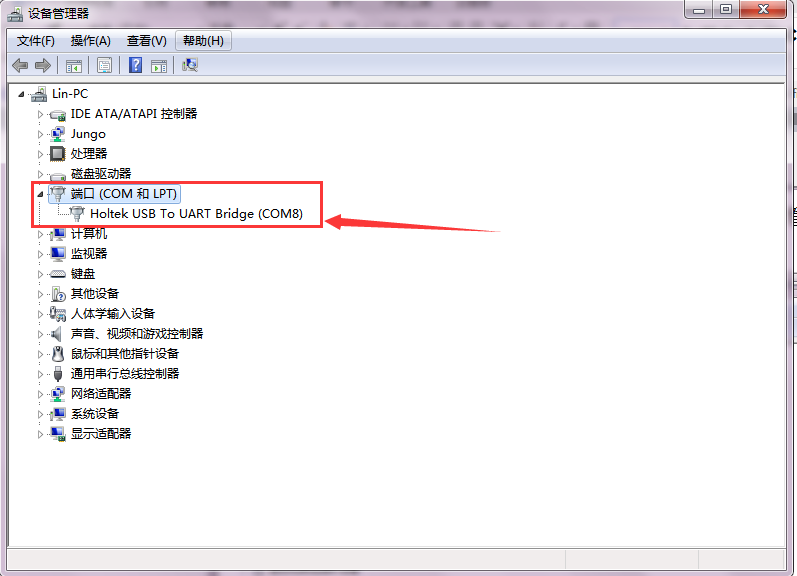 设备管理器
文件(F) 操作(A) 查看(V) 帮助(H)
Lin-PC
IDE ATA/ATAPI 控制器
Jungo
处理器
磁盘驱动器
端口 (COM 和 LPT)
Holtek USB To UART Bridge (COM8)
计算机
监视器
键盘
其他设备
人体学输入设备
声音、视频和游戏控制器
鼠标和其他指针设备
通用串行总线控制器
网络适配器
系统设备
显示适配器